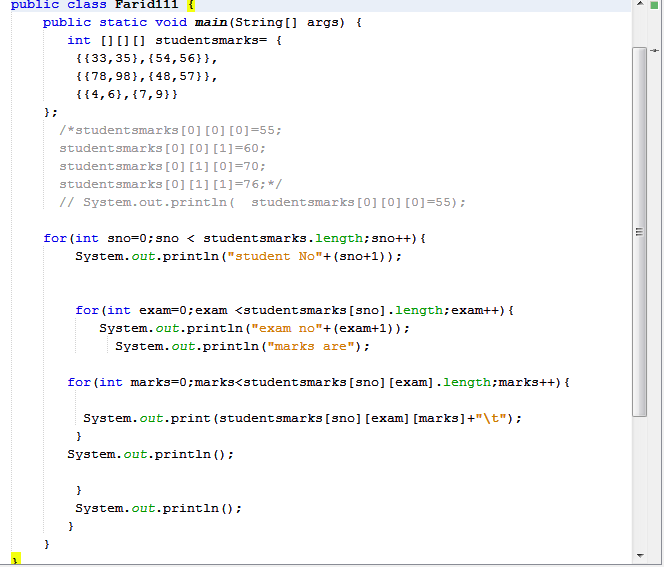 public class Farid111 {
public static void main(String[] args) {
int [][][] studentsmarks= {
{{33,35},{54,56}},
{{78,98},{48,57}},
{{4,6},{7,9}}
};
/*studentsmarks[0][0][0]=55;
studentsmarks[0][0][1]=60;
studentsmarks[0][1][0]=70;
studentsmarks[0][1][1]=76;*/
// System.out.println(  studentsmarks[0][0][0]=55);
for(int sno=0;sno < studentsmarks.length;sno++){
System.out.println("student No"+(sno+1));
for(int exam=0;exam <studentsmarks[sno].length;exam++){
System.out.println("exam no"+(exam+1));
System.out.println("marks are");
for(int marks=0;marks<studentsmarks[sno][exam].length;marks++){
System.out.print(studentsmarks[sno][exam][marks]+"\t");
}
System.out.println();
}
System.out.println();
}
}
}